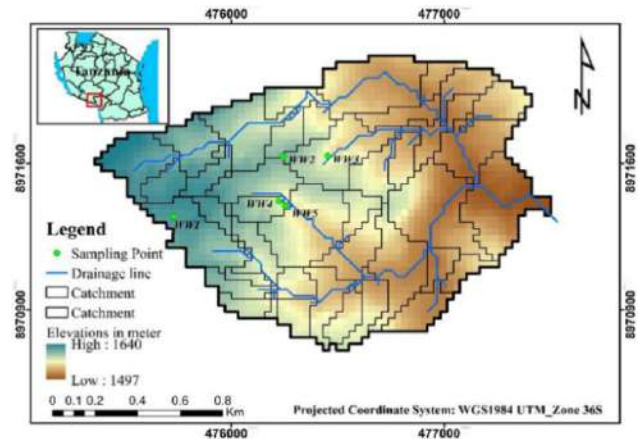 476000 477000
Tanzania
N
8971600 8971600
WW2 WW3
WW4
WW5
WW1
Legend
Sampling Point
Drainage line
Catchment
Catchment
Elevations in meter
High : 1640
Low : 1497
8970900 8970900
0 0.1 0.2 0.4 0.6 0.8
Km
Projected Coordinate System: WGS1984 UTM_Zone 36S
476000 477000